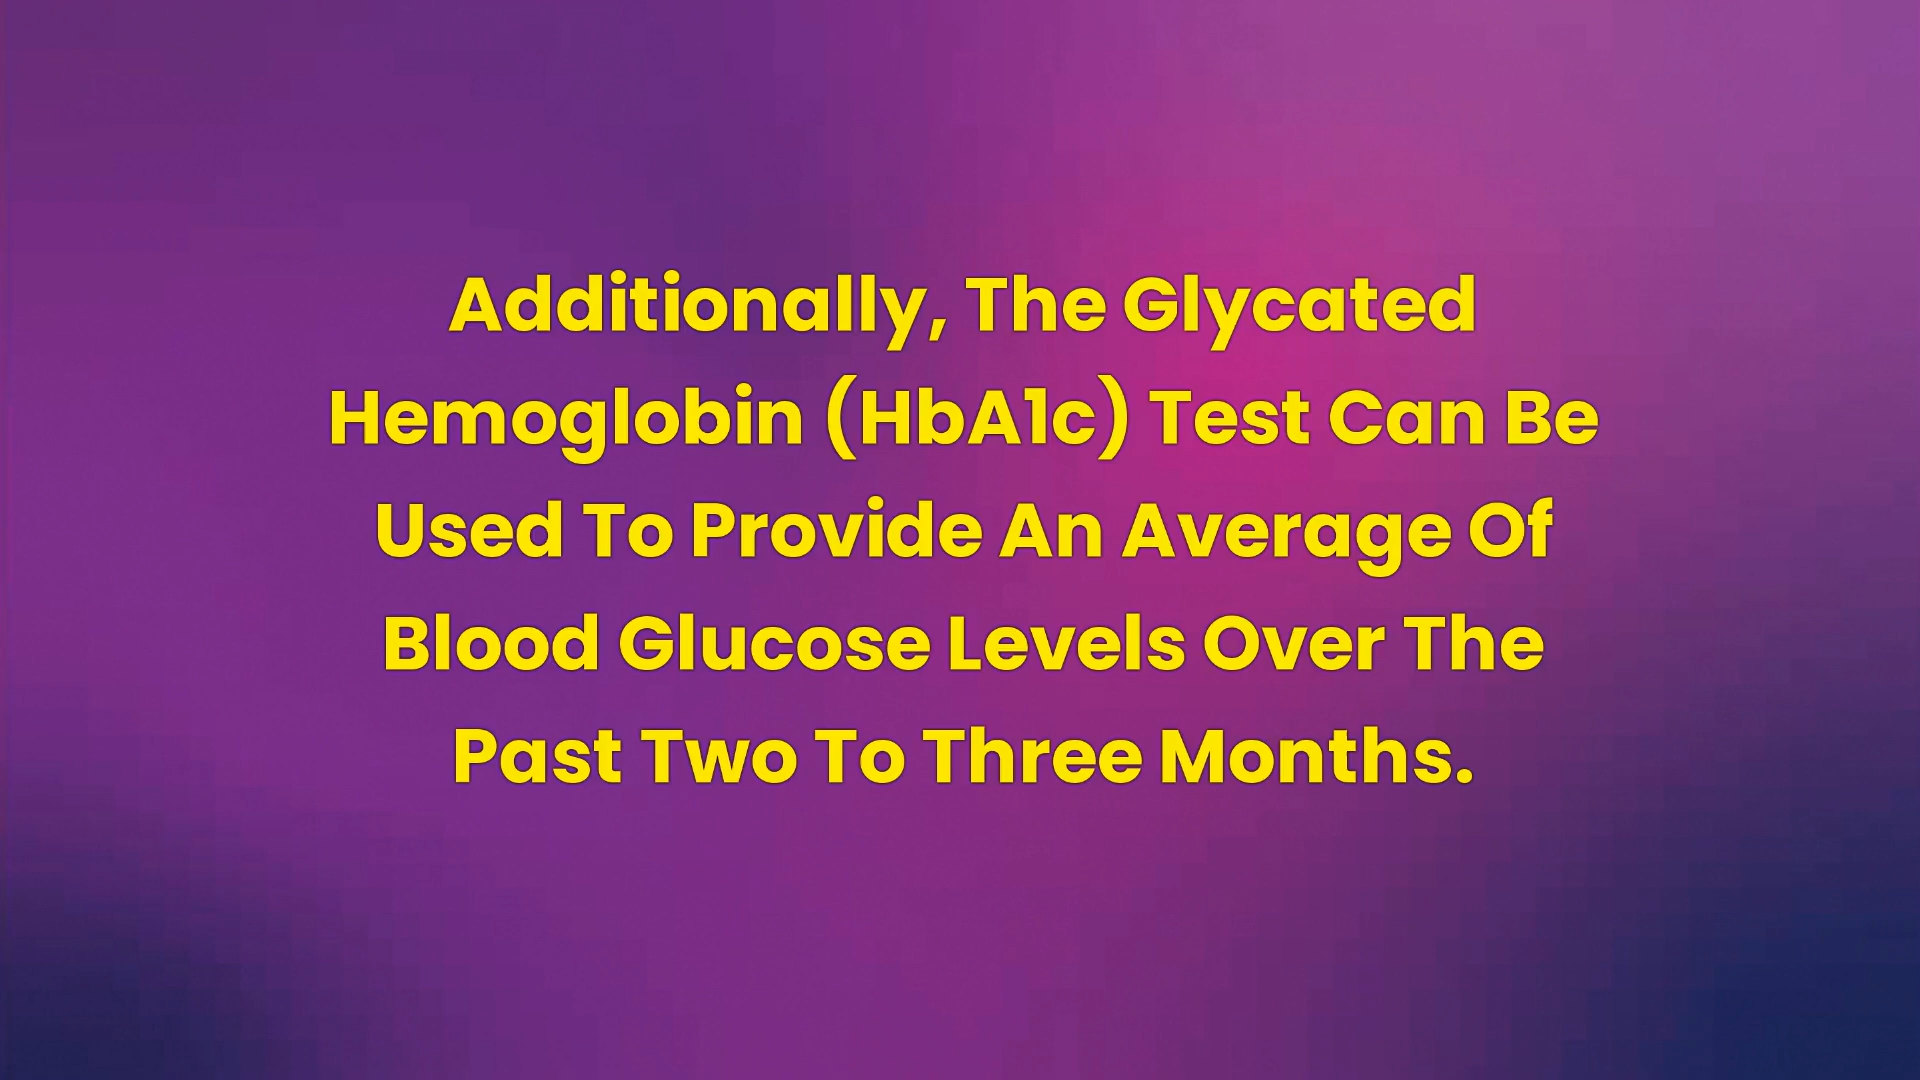 Additionally, The Glycated
Hemoglobin (HbA1c) Test Can Be
Used To Provide An Average Of
Blood Glucose Levels Over The
Past Two To Three Months.